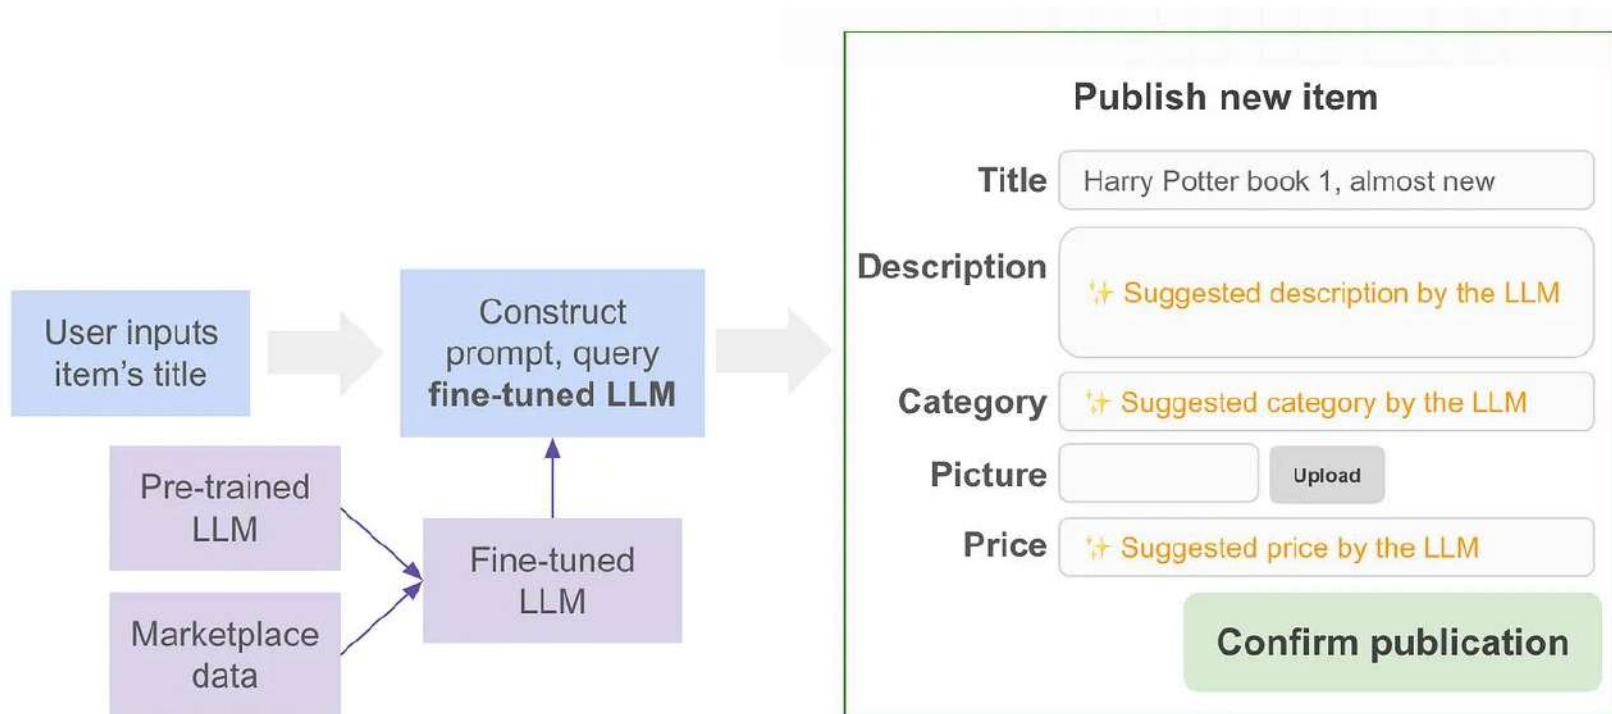 User inputs
item's title
Construct
prompt, query
fine-tuned LLM
Pre-trained
LLM
Marketplace
data
Fine-tuned
LLM
Publish new item
Title
Harry Potter book 1, almost new
Description
✨ Suggested description by the LLM
Category
✨ Suggested category by the LLM
Picture
Upload
Price
✨ Suggested price by the LLM
Confirm publication